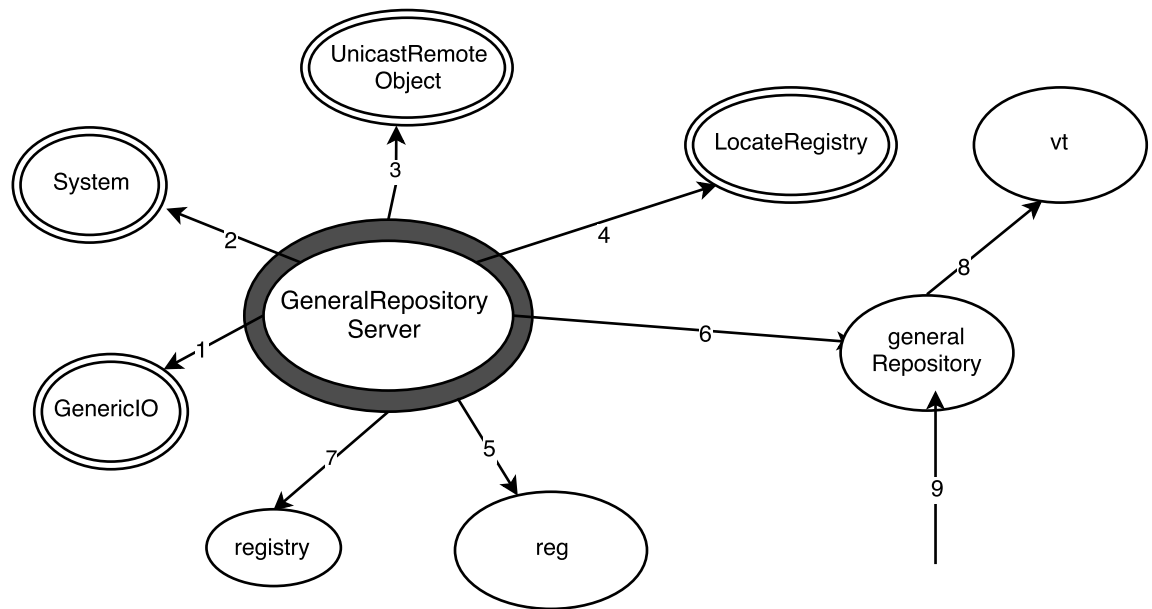 UnicastRemote
Object
LocateRegistry
vt
System
3
2
4
8
GeneralRepository
Server
6
general
Repository
1
GenericIO
7
5
9
registry
reg